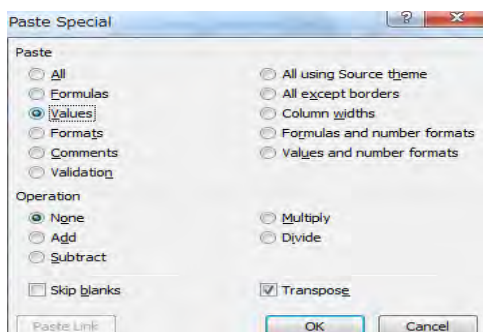 Paste Special
Paste
All
All using Source theme
Formulas
All except borders
Values
Column widths
Formats
Formulas and number formats
Comments
Values and number formats
Validation
Operation
None
Multiply
Add
Divide
Subtract
Skip blanks
Transpose
Paste Link
OK
Cancel